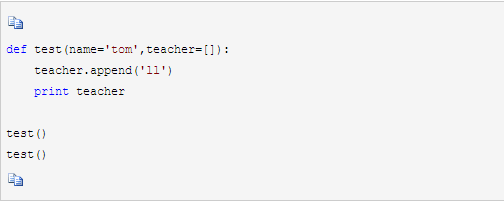 def test(name='tom',teacher=[]):
    teacher.append('ll')
    print teacher
test()
test()